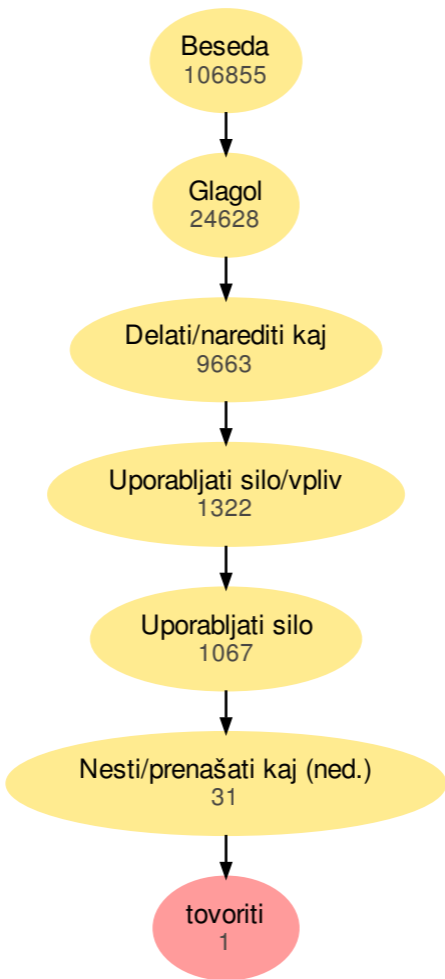 Beseda
106855
Glagol
24628
Delati/narediti kaj
9663
Uporabljati silo/vpliv
1322
Uporabljati silo
1067
Nesti/prenašati kaj (ned.)
31
tovoriti
1